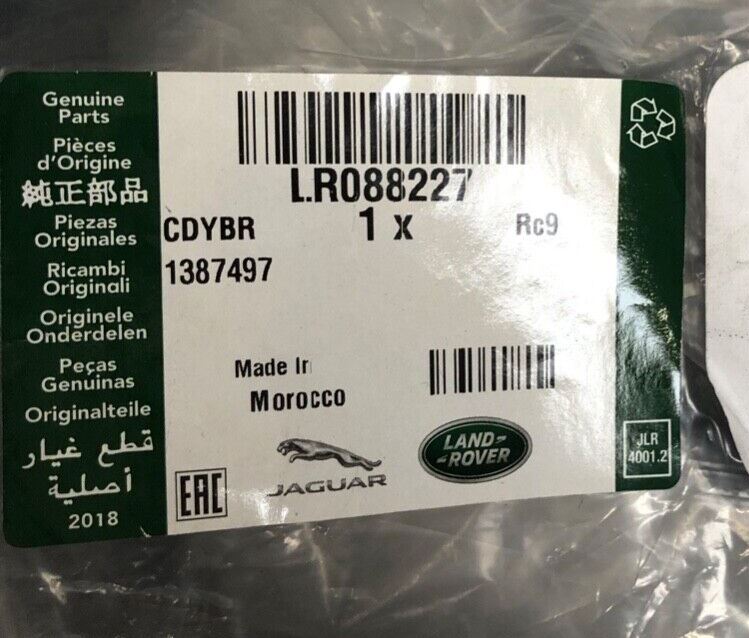 Genuine
Parts
Pièces
d'Origine
純正部品
Piezas
Originales
Ricambi
Originali
Originele
Onderdelen
Peças
Genuinas
Originalteile
قطع غيار
أصلية
2018
LR088227
CDYBR
1 x
Rc9
1387497
Made In
Morocco
EAC
JAGUAR
LAND-
-ROVER
JLR
4001.2